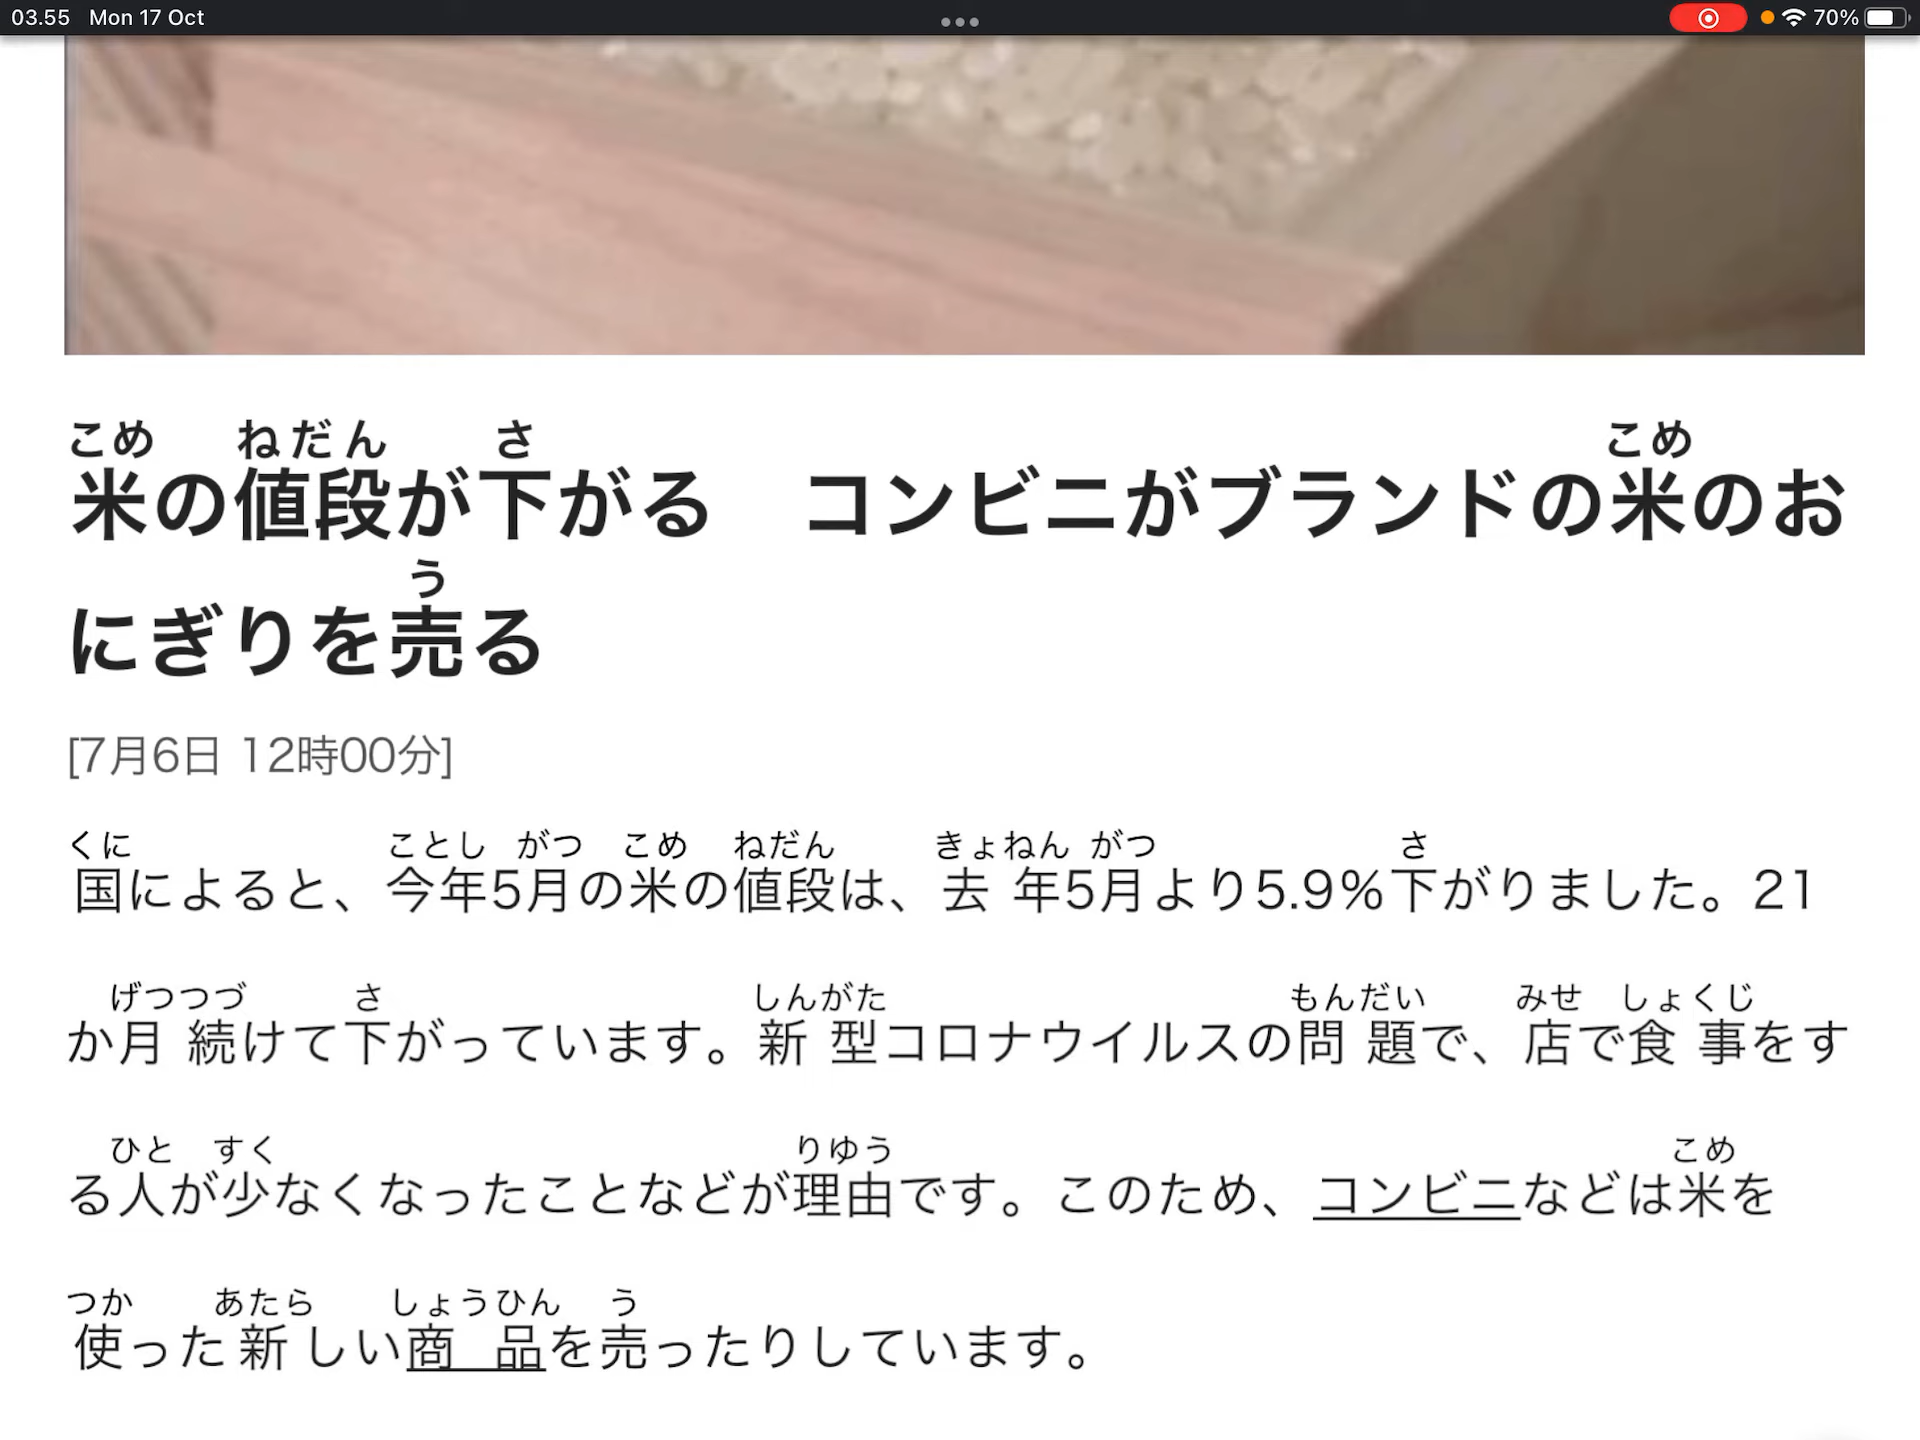 03.55 Mon 17 Oct
70%
こめ ねだん さ こめ
米の値段が下がる　コンビニがブランドの米のお
う
にぎりを売る
[7月6日 12時00分]
くに ことし がつ こめ ねだん きょねん がつ さ
国によると、今年5月の米の値段は、去年5月より5.9％下がりました。21
げつつづ さ しんがた もんだい みせ しょくじ
か月続けて下がっています。新型コロナウイルスの問題で、店で食事をす
ひと すく りゆう こめ
る人が少なくなったことなどが理由です。このため、コンビニなどは米を
つか あたら しょうひん う
使った新しい商品を売ったりしています。